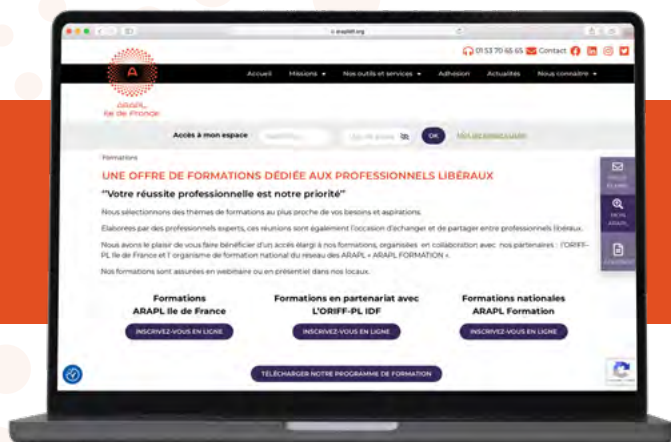 araplidf.org
01 53 70 65 65 Contact
A
ARAPL
Ile de France
Accueil Missions Nos outils et services Adhésion Actualités Nous connaître
Accès à mon espace OK
Formations
UNE OFFRE DE FORMATIONS DÉDIÉE AUX PROFESSIONNELS LIBÉRAUX
"Votre réussite professionnelle est notre priorité"
Nous sélectionnons des thèmes de formations au plus proche de vos besoins et aspirations.
Elaborées par des professionnels experts, ces réunions sont également l'occasion d'échanger et de partager entre professionnels libéraux.
Nous avons le plaisir de vous faire bénéficier d'un accès élargi à nos formations, organisées en collaboration avec nos partenaires : l'ORIFF-
PL Ile de France et l'organisme de formation national du réseau des ARAPL « ARAPL FORMATION ».
Nos formations sont assurées en webinaire ou en présentiel dans nos locaux.
MON
ARAPL
Formations
ARAPL Ile de France
INSCRIVEZ-VOUS EN LIGNE
Formations en partenariat avec
L'ORIFF-PL IDF
INSCRIVEZ-VOUS EN LIGNE
Formations nationales
ARAPL Formation
INSCRIVEZ-VOUS EN LIGNE
TÉLÉCHARGER NOTRE PROGRAMME DE FORMATION